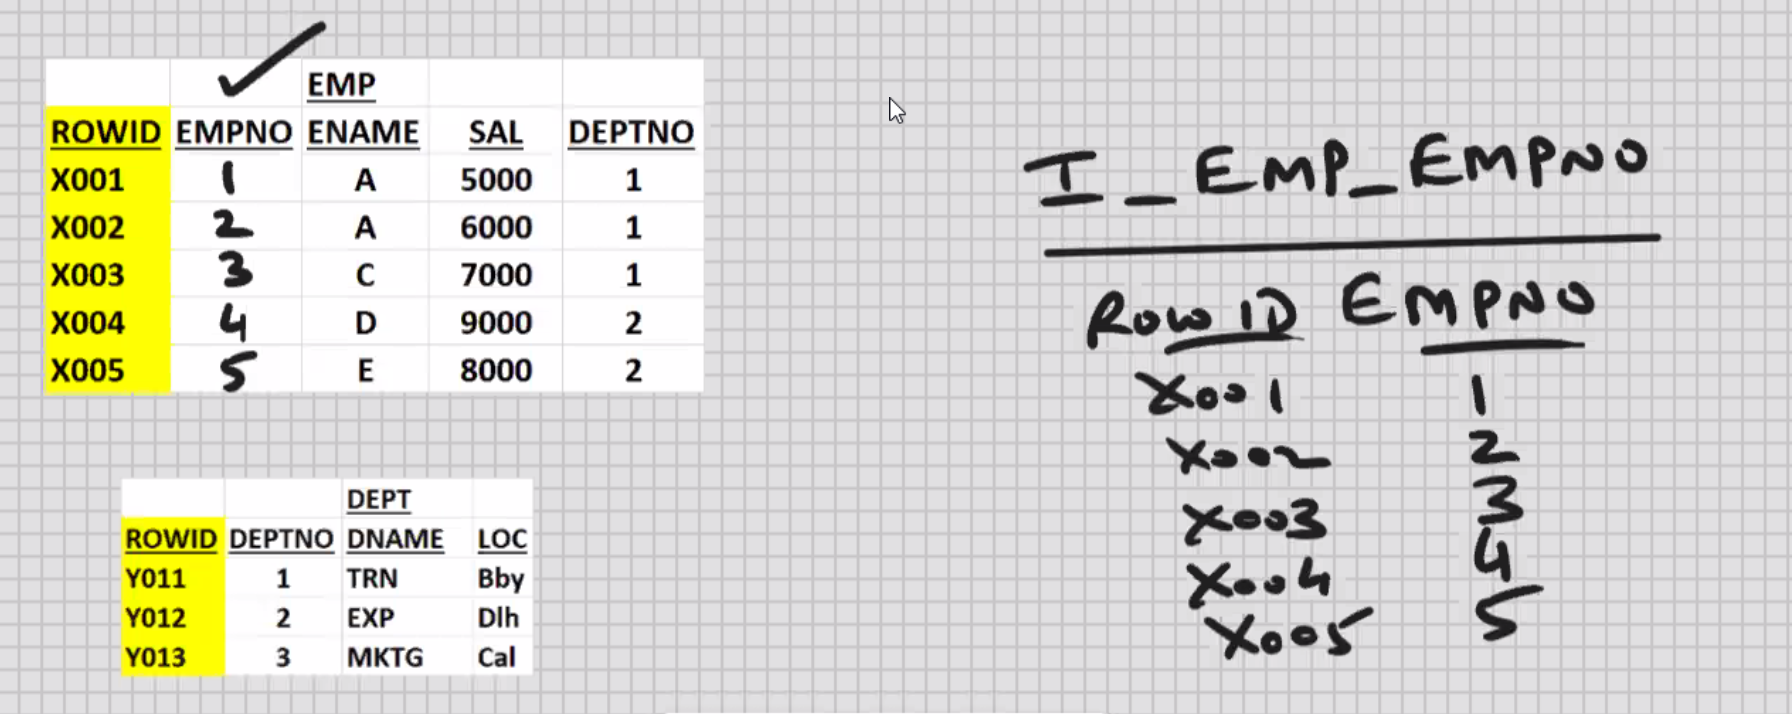 EMP
ROWID EMPNO ENAME SAL DEPTNO
X001 1 A 5000 1
X002 2 A 6000 1
X003 3 C 7000 1
X004 4 D 9000 2
X005 5 E 8000 2
DEPT
ROWID DEPTNO DNAME LOC
Y011 1 TRN Bby
Y012 2 EXP Dlh
Y013 3 MKTG Cal
I_EMP_EMPNO
ROWID EMPNO
X001 1
X002 2
X003 3
X004 4
X005 5